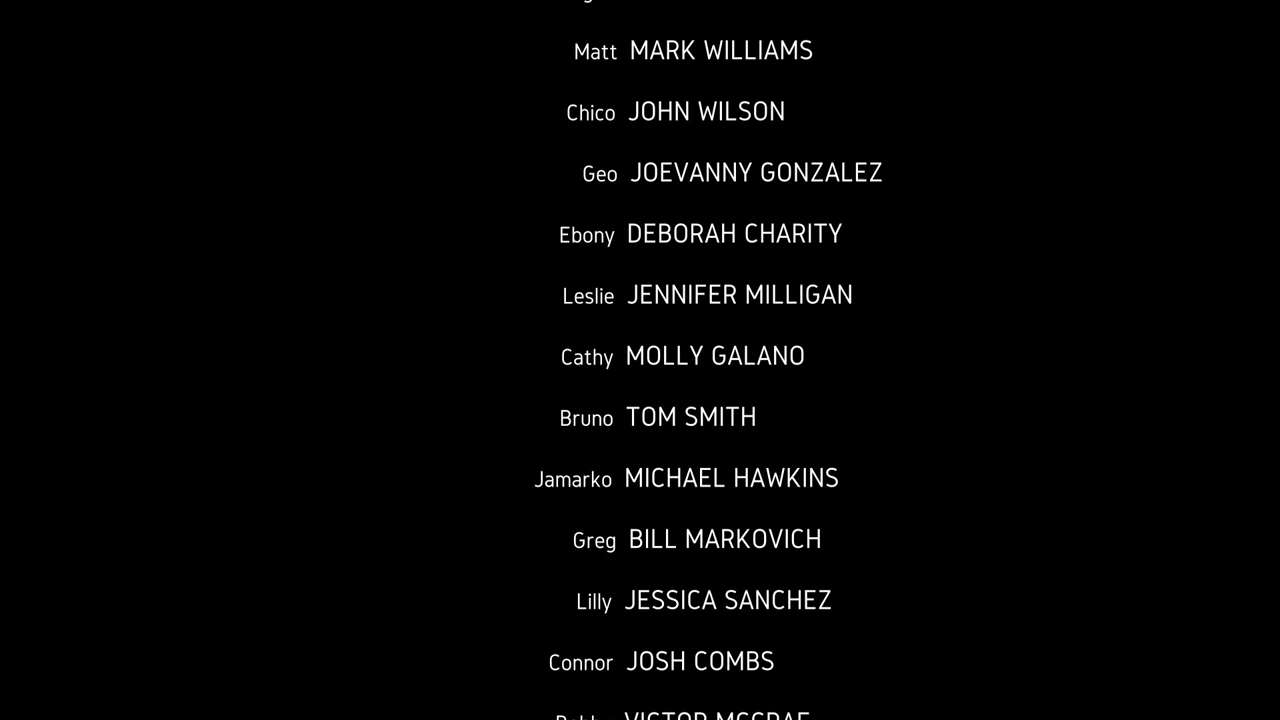 Matt MARK WILLIAMS
Chico JOHN WILSON
Geo JOEVANNY GONZALEZ
Ebony DEBORAH CHARITY
Leslie JENNIFER MILLIGAN
Cathy MOLLY GALANO
Bruno TOM SMITH
Jamarko MICHAEL HAWKINS
Greg BILL MARKOVICH
Lilly JESSICA SANCHEZ
Connor JOSH COMBS
VICTOR